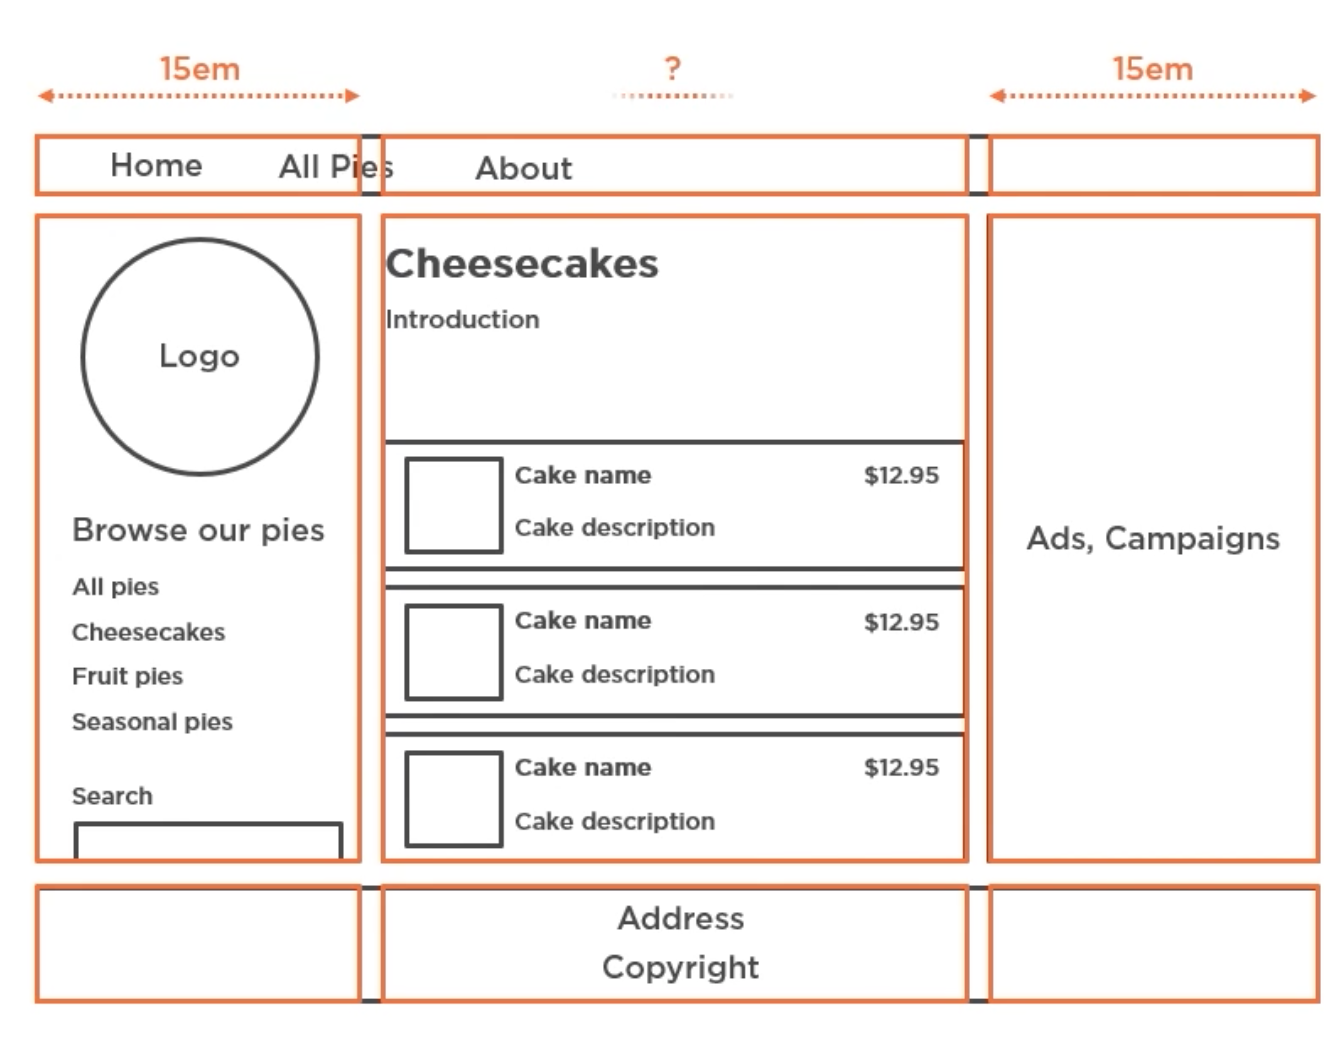 15em
?
15em
Home All Pies About
Logo
Browse our pies
All pies
Cheesecakes
Fruit pies
Seasonal pies
Search
Cheesecakes
Introduction
Cake name $12.95
Cake description
Cake name $12.95
Cake description
Cake name $12.95
Cake description
Ads, Campaigns
Address
Copyright